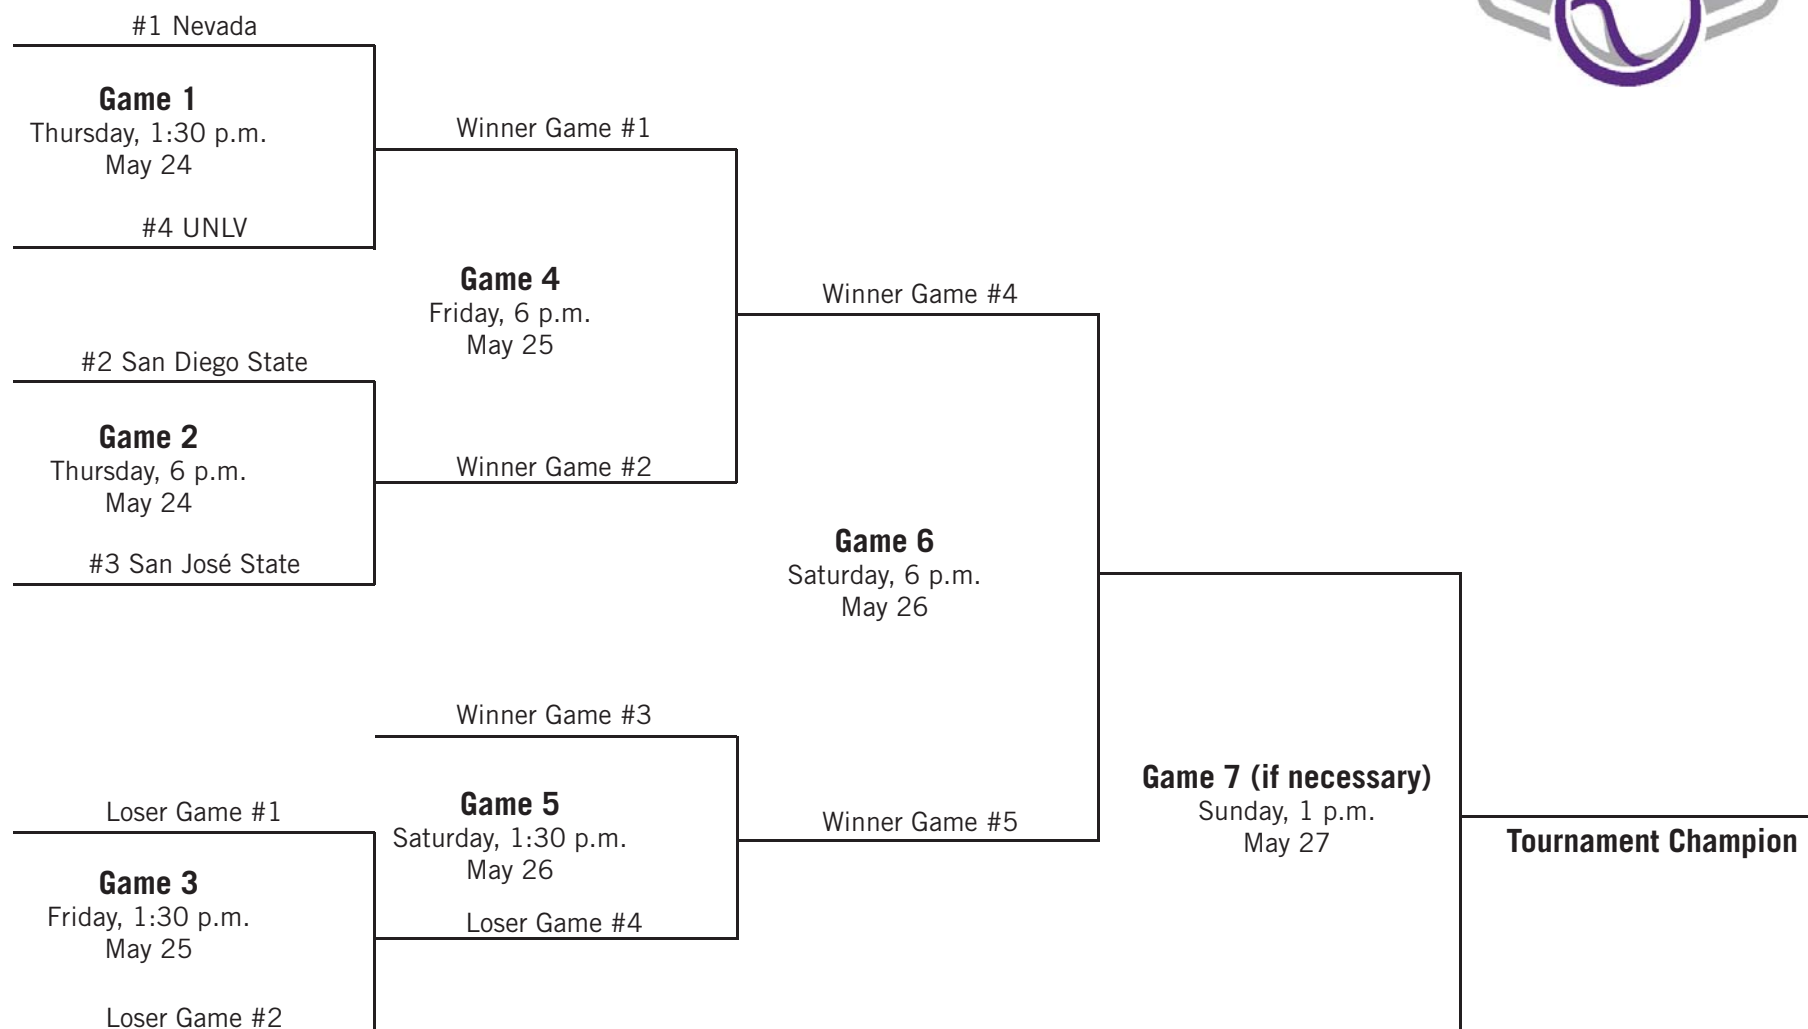 #1 Nevada
Game 1
Thursday, 1:30 p.m.
May 24
#4 UNLV
Winner Game #1
Game 4
Friday, 6 p.m.
May 25
Winner Game #2
#2 San Diego State
Game 2
Thursday, 6 p.m.
May 24
#3 San José State
Winner Game #4
Game 6
Saturday, 6 p.m.
May 26
Winner Game #5
Winner Game #3
Game 5
Saturday, 1:30 p.m.
May 26
Loser Game #4
Loser Game #1
Game 3
Friday, 1:30 p.m.
May 25
Loser Game #2
Game 7 (if necessary)
Sunday, 1 p.m.
May 27
Tournament Champion